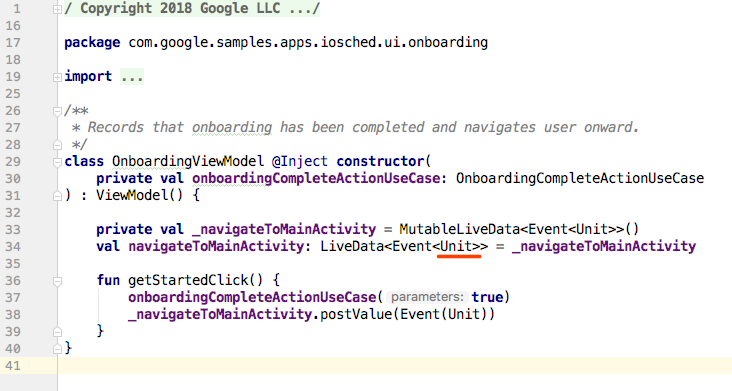 1 / Copyright 2018 Google LLC .../
16
17 package com.google.samples.apps.iosched.ui.onboarding
18
19 import ...
25
26 /**
27  * Records that onboarding has been completed and navigates user onward.
28  */
29 class OnboardingViewModel @Inject constructor(
30     private val onboardingCompleteActionUseCase: OnboardingCompleteActionUseCase
31 ) : ViewModel() {
32
33     private val _navigateToMainActivity = MutableLiveData<Event<Unit>>()
34     val navigateToMainActivity: LiveData<Event<Unit>> = _navigateToMainActivity
35
36     fun getStartedClick() {
37         onboardingCompleteActionUseCase( parameters: true)
38         _navigateToMainActivity.postValue(Event(Unit))
39     }
40 }
41